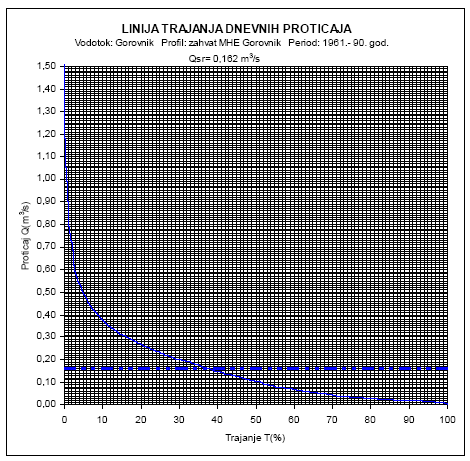 LINIJA TRAJANJA DNEVNIH PROTICAJA
Vodotok: Gorovnik Profil: zahvat MHE Gorovnik Period: 1961.- 90. god.
Qsr= 0,162 m³/s
Proticaj Q(m³/s)
1,50
1,40
1,30
1,20
1,10
1,00
0,90
0,80
0,70
0,60
0,50
0,40
0,30
0,20
0,10
0,00
0 10 20 30 40 50 60 70 80 90 100
Trajanje T(%)